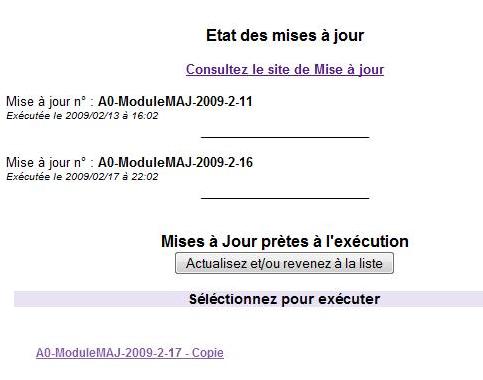 Etat des mises à jour
Consultez le site de Mise à jour
Mise à jour n° : A0-ModuleMAJ-2009-2-11
Exécutée le 2009/02/13 à 16:02
Mise à jour n° : A0-ModuleMAJ-2009-2-16
Exécutée le 2009/02/17 à 22:02
Mises à Jour prètes à l'exécution
Actualisez et/ou revenez à la liste
Séléctionnez pour exécuter
A0-ModuleMAJ-2009-2-17 - Copie